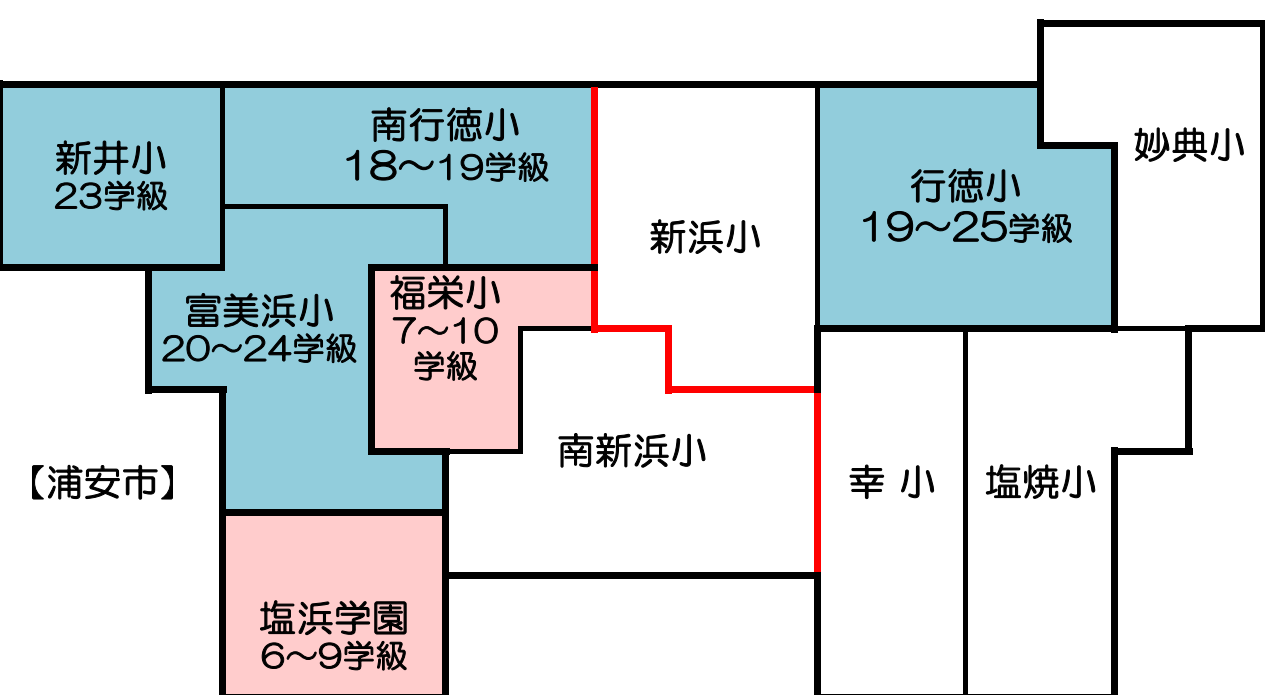 妙典小
南行徳小
18～19学級
新井小
23学級
行徳小
19～25学級
新浜小
福栄小
7～10
学級
富美浜小
20～24学級
南新浜小
【浦安市】
幸 小
塩焼小
塩浜学園
6～9学級